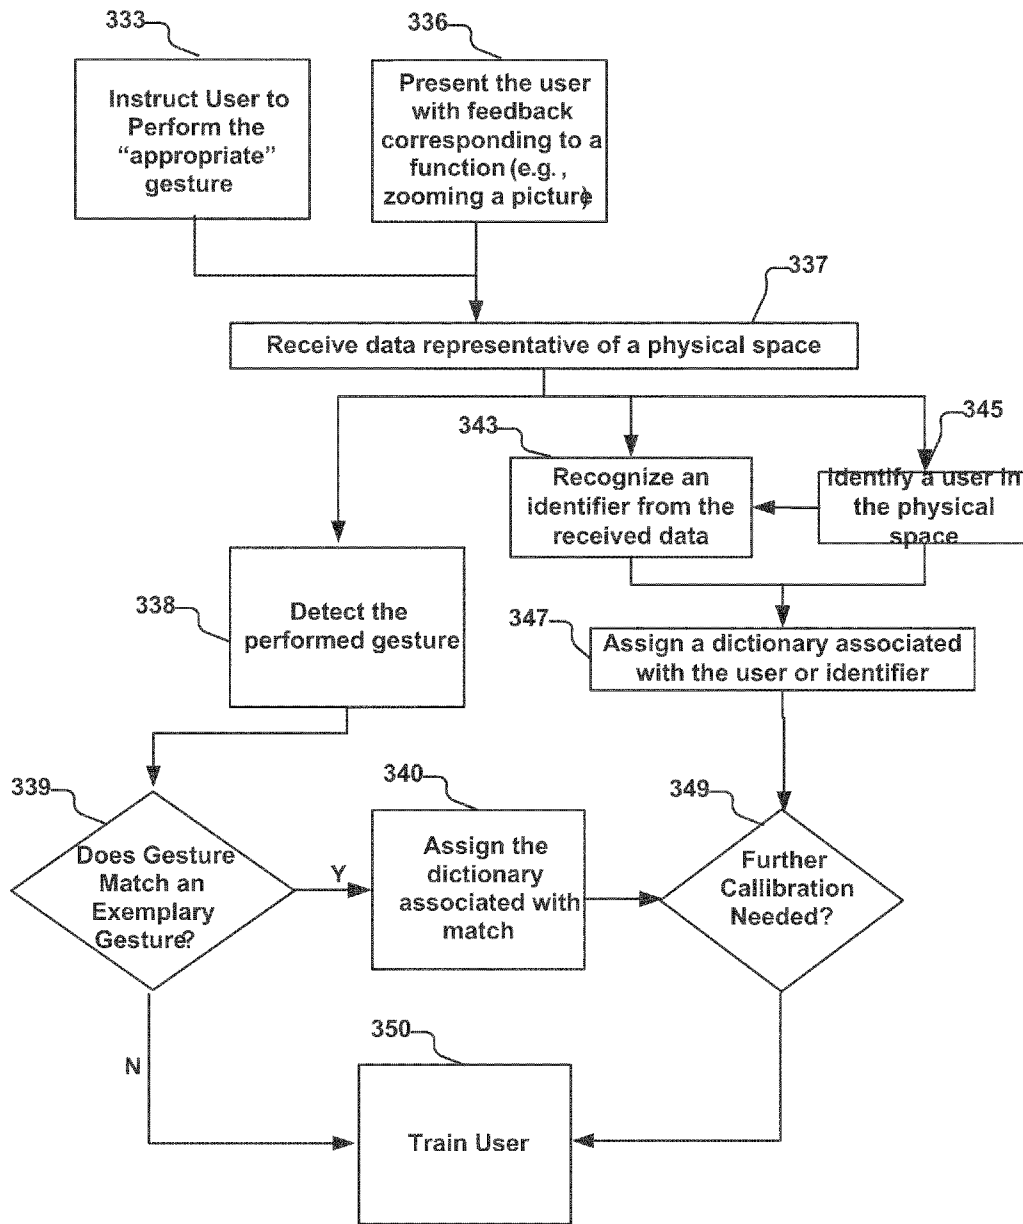 333
Instruct User to
Perform the
“appropriate”
gesture
336
Present the user
with feedback
corresponding to a
function (e.g.,
zooming a picture)
337
Receive data representative of a physical space
343
Recognize an
identifier from the
received data
345
Identify a user in
the physical
space
338
Detect the
performed gesture
347
Assign a dictionary associated
with the user or identifier
339
Does Gesture
Match an
Exemplary
Gesture?
Y
340
Assign the
dictionary
associated with
match
349
Further
Callibration
Needed?
N
350
Train User